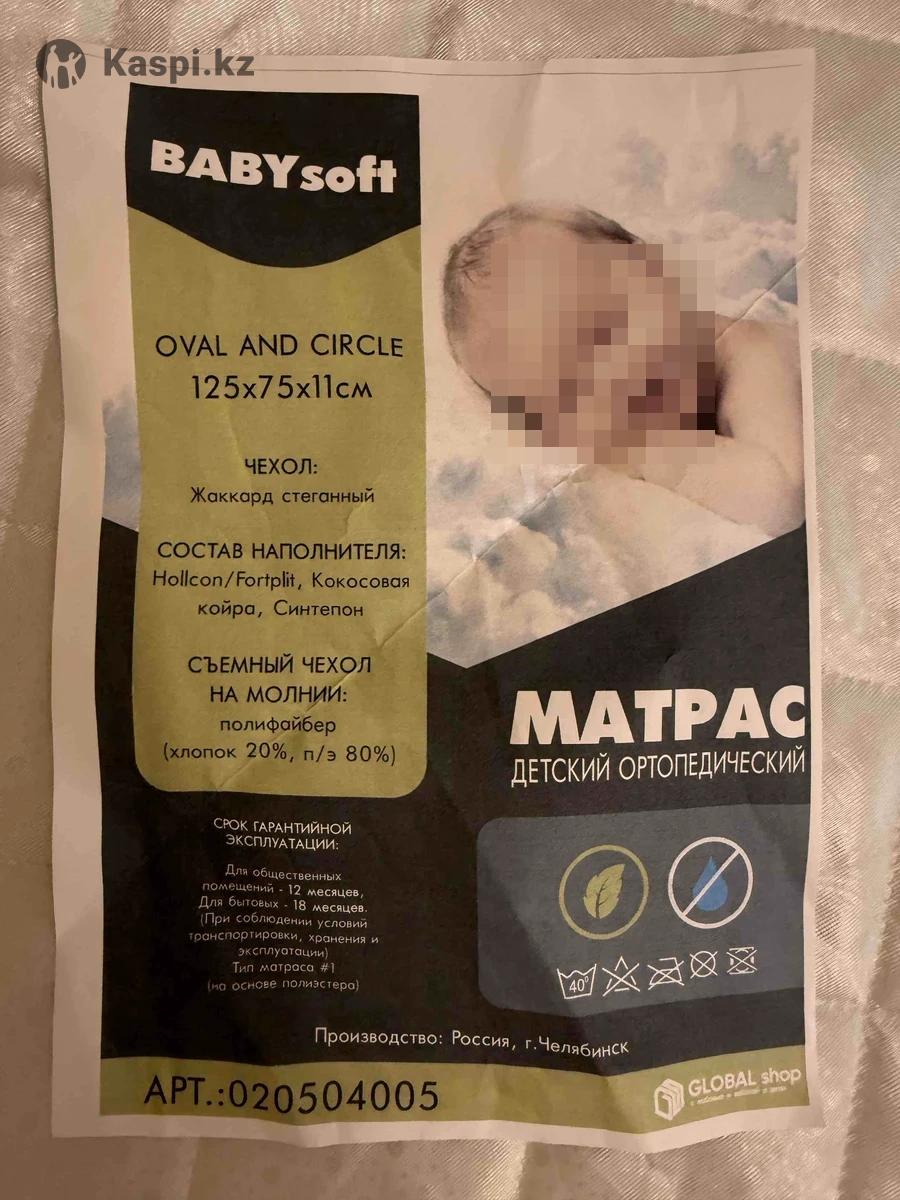 Kaspi.kz
BABYsoft
OVAL AND CIRCLE
125x75x11см
ЧЕХОЛ:
Жаккард стеганный
СОСТАВ НАПОЛНИТЕЛЯ:
Hollcon/Fortplit, Кокосовая
койра, Синтепон
СЪЕМНЫЙ ЧЕХОЛ
НА МОЛНИИ:
полифайбер
(хлопок 20%, п/э 80%)
МАТРАС
ДЕТСКИЙ ОРТОПЕДИЧЕСКИЙ
СРОК ГАРАНТИЙНОЙ
ЭКСПЛУАТАЦИИ:
Для общественных
помещений - 12 месяцев,
Для бытовых - 18 месяцев.
(При соблюдении условий
транспортировки, хранения и
эксплуатации)
Тип матраса #1
(на основе полиэстера)
40°
Производство: Россия, г.Челябинск
АРТ.:020504005
GLOBAL shop